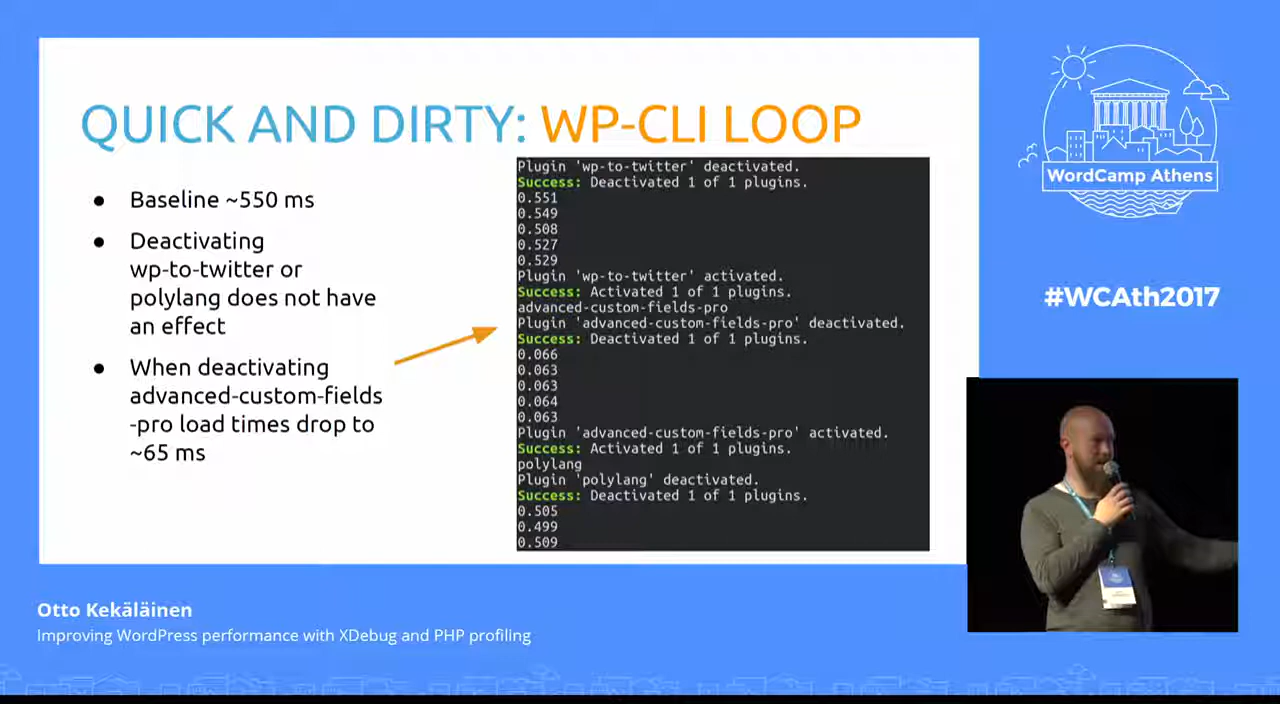 QUICK AND DIRTY: WP-CLI LOOP
● Baseline ~550 ms
● Deactivating
wp-to-twitter or
polylang does not have
an effect
● When deactivating
advanced-custom-fields
-pro load times drop to
~65 ms
Plugin 'wp-to-twitter' deactivated.
Success: Deactivated 1 of 1 plugins.
0.551
0.549
0.508
0.527
0.529
Plugin 'wp-to-twitter' activated.
Success: Activated 1 of 1 plugins.
advanced-custom-fields-pro
Plugin 'advanced-custom-fields-pro' deactivated.
Success: Deactivated 1 of 1 plugins.
0.066
0.063
0.063
0.064
0.063
Plugin 'advanced-custom-fields-pro' activated.
Success: Activated 1 of 1 plugins.
polylang
Plugin 'polylang' deactivated.
Success: Deactivated 1 of 1 plugins.
0.505
0.499
0.509
WordCamp Athens
#WCAth2017
Otto Kekäläinen
Improving WordPress performance with XDebug and PHP profiling